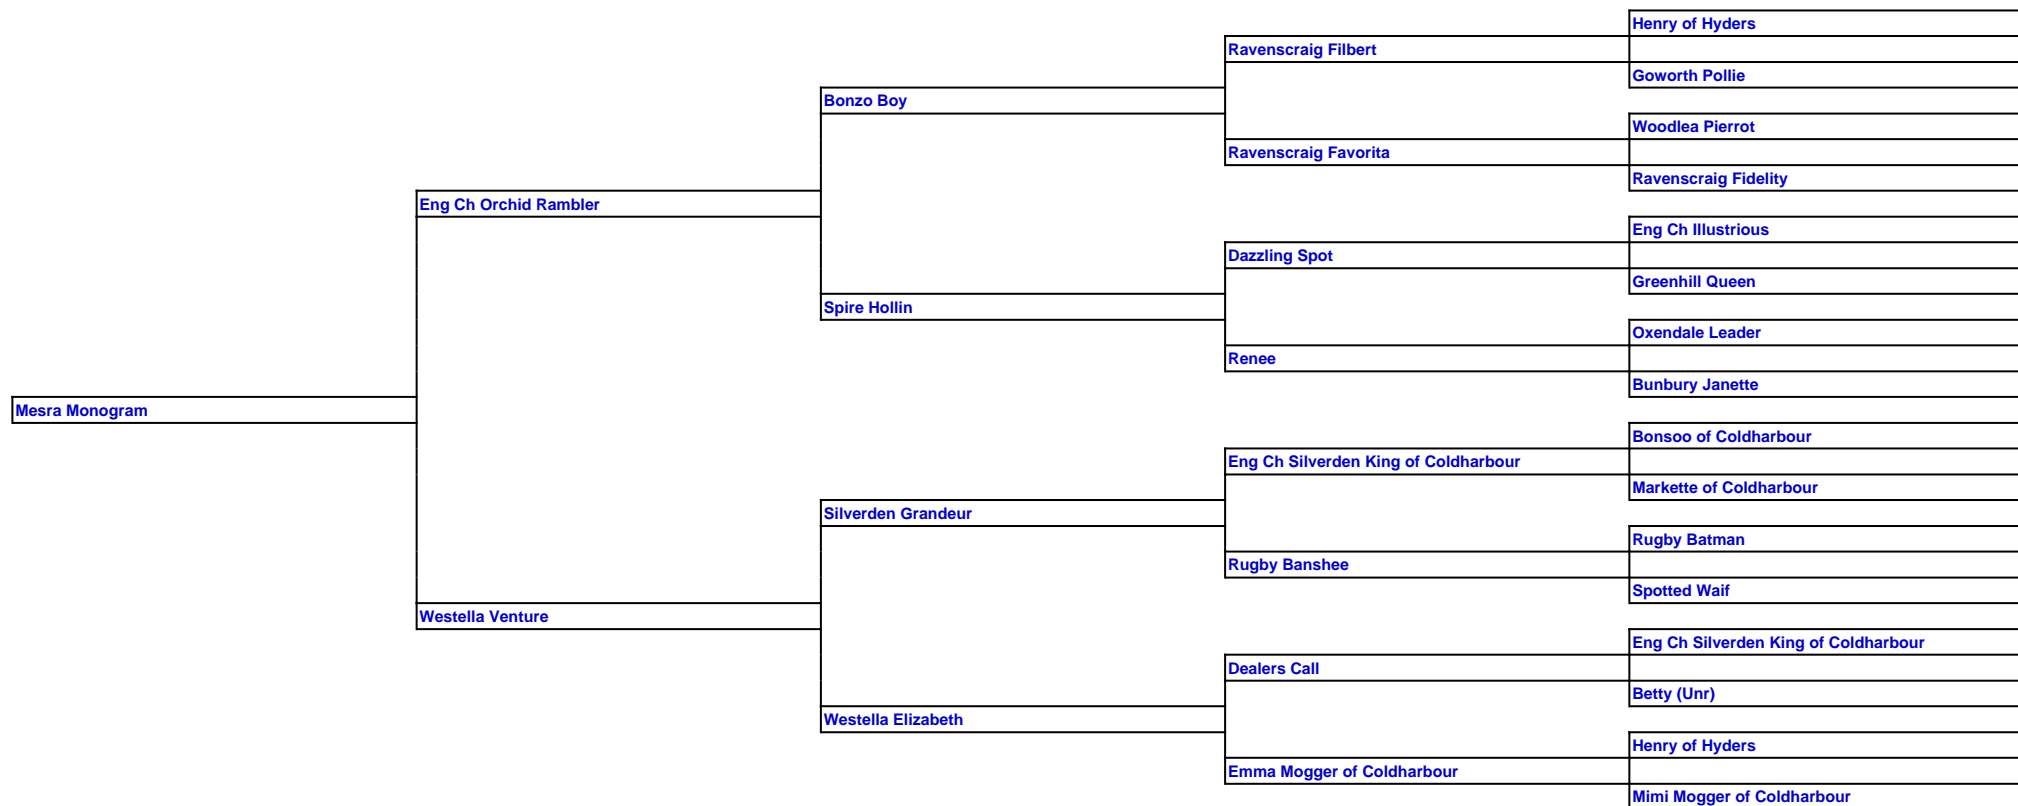 Henry of Hyders
Ravenscraig Filbert
Goworth Pollie
Bonzo Boy
Woodlea Pierrot
Ravenscraig Favorita
Ravenscraig Fidelity
Eng Ch Orchid Rambler
Eng Ch Illustrious
Dazzling Spot
Greenhill Queen
Spire Hollin
Oxendale Leader
Renee
Bunbury Janette
Mesra Monogram
Bonsoo of Coldharbour
Eng Ch Silverden King of Coldharbour
Markette of Coldharbour
Silverden Grandeur
Rugby Batman
Rugby Banshee
Spotted Waif
Westella Venture
Eng Ch Silverden King of Coldharbour
Dealers Call
Betty (Unr)
Westella Elizabeth
Henry of Hyders
Emma Mogger of Coldharbour
Mimi Mogger of Coldharbour